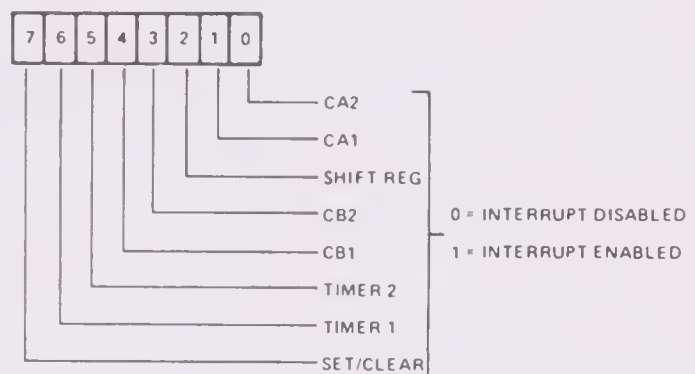 7 6 5 4 3 2 1 0
CA2
CA1
SHIFT REG
CB2
0 = INTERRUPT DISABLED
CB1
1 = INTERRUPT ENABLED
TIMER 2
TIMER 1
SET/CLEAR